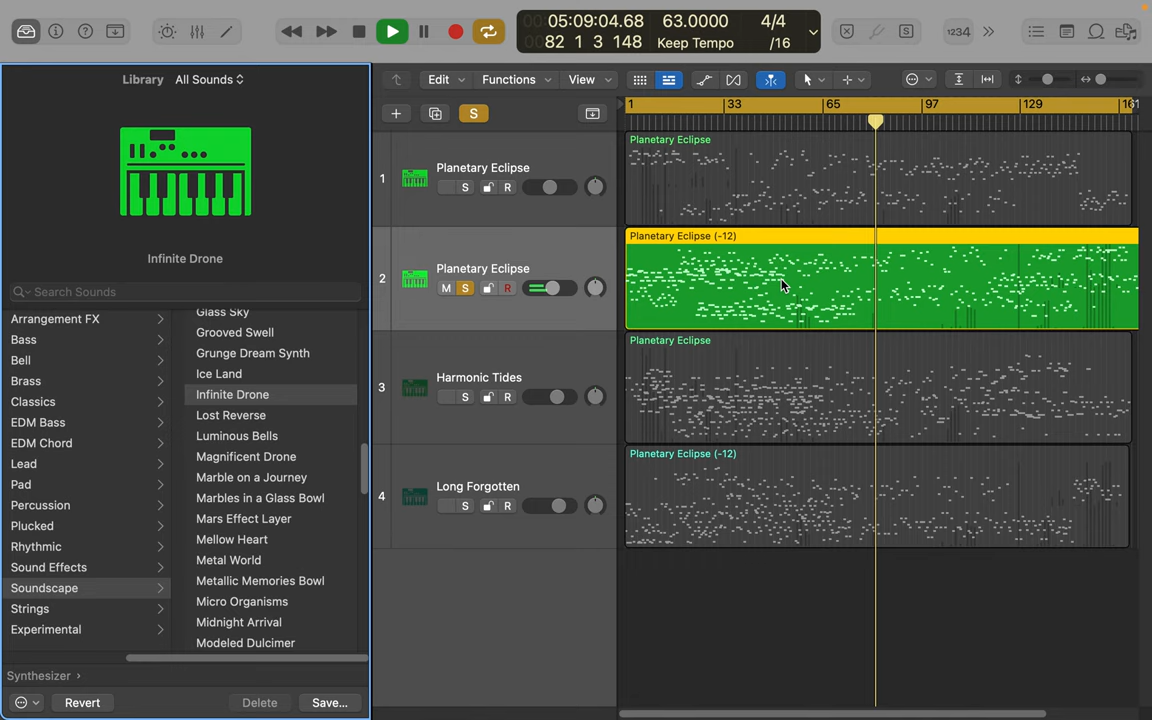 05:09:04.68
82 1 3 148
63.0000
Keep Tempo
4/4
/16
1234
Library
All Sounds
Infinite Drone
Search Sounds
Arrangement FX
Bass
Bell
Brass
Classics
EDM Bass
EDM Chord
Lead
Pad
Percussion
Plucked
Rhythmic
Sound Effects
Soundscape
Strings
Experimental
Glass Sky
Grooved Swell
Grunge Dream Synth
Ice Land
Infinite Drone
Lost Reverse
Luminous Bells
Magnificent Drone
Marble on a Journey
Marbles in a Glass Bowl
Mars Effect Layer
Mellow Heart
Metal World
Metallic Memories Bowl
Micro Organisms
Midnight Arrival
Modeled Dulcimer
Synthesizer
Revert
Delete
Save...
Edit
Functions
View
S
1
33
65
97
129
161
1
Planetary Eclipse
S
R
Planetary Eclipse
2
Planetary Eclipse
M
S
R
Planetary Eclipse (-12)
3
Harmonic Tides
S
R
Planetary Eclipse
4
Long Forgotten
S
R
Planetary Eclipse (-12)